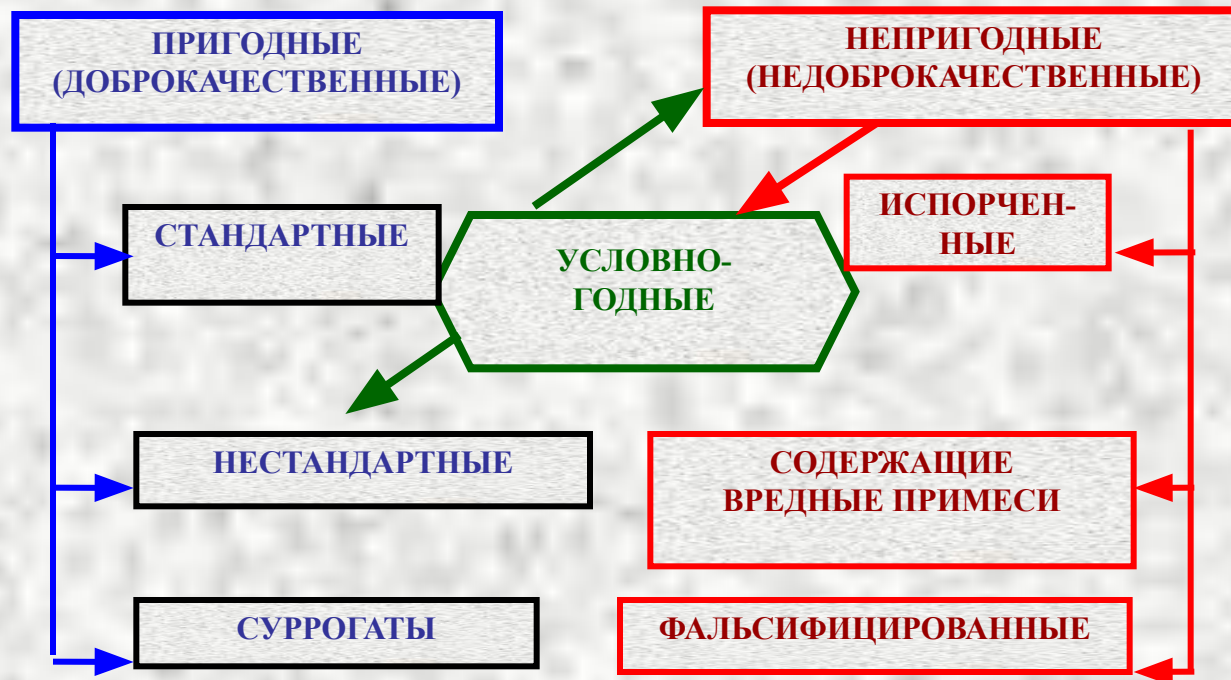 ПРИГОДНЫЕ
(ДОБРОКАЧЕСТВЕННЫЕ)
НЕПРИГОДНЫЕ
(НЕДОБРОКАЧЕСТВЕННЫЕ)
СТАНДАРТНЫЕ
УСЛОВНО-
ГОДНЫЕ
ИСПОРЧЕН-
НЫЕ
НЕСТАНДАРТНЫЕ
СОДЕРЖАЩИЕ
ВРЕДНЫЕ ПРИМЕСИ
СУРРОГАТЫ
ФАЛЬСИФИЦИРОВАННЫЕ